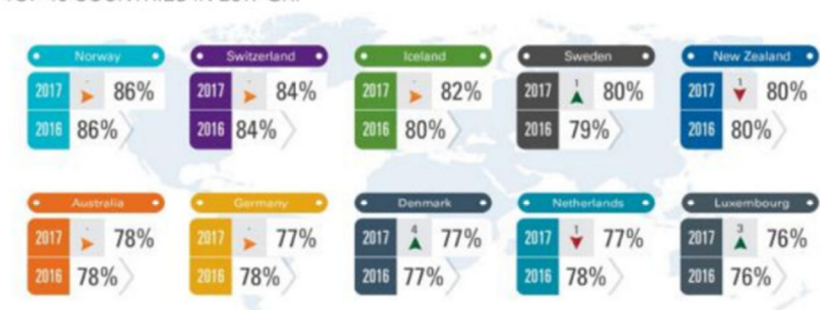 Norway
2017 - 86%
2016 86%
Switzerland
2017 - 84%
2016 84%
Iceland
2017 - 82%
2016 80%
Sweden
2017 1 80%
2016 79%
New Zealand
2017 1 80%
2016 80%
Australia
2017 - 78%
2016 78%
Germany
2017 - 77%
2016 78%
Denmark
2017 4 77%
2016 77%
Netherlands
2017 1 77%
2016 78%
Luxembourg
2017 3 76%
2016 76%